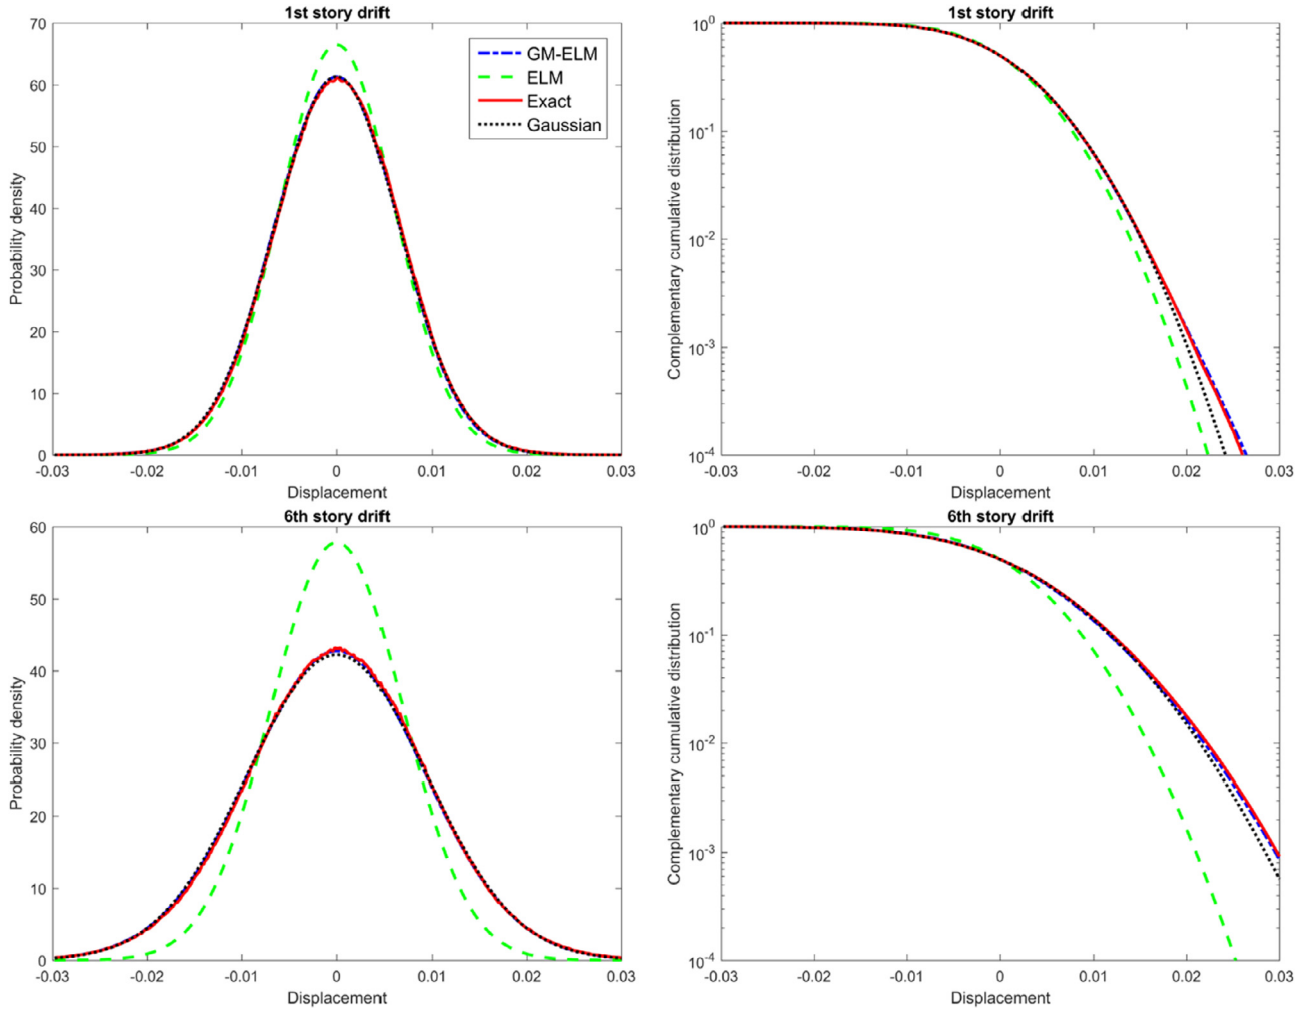 1st story drift
70
60
50
40
30
20
10
0
Probability density
-0.03 -0.02 -0.01 0 0.01 0.02 0.03
Displacement
GM-ELM
ELM
Exact
Gaussian
1st story drift
10^0
10^-1
10^-2
10^-3
10^-4
Complementary cumulative distribution
-0.03 -0.02 -0.01 0 0.01 0.02 0.03
Displacement
6th story drift
60
50
40
30
20
10
0
Probability density
-0.03 -0.02 -0.01 0 0.01 0.02 0.03
Displacement
6th story drift
10^0
10^-1
10^-2
10^-3
10^-4
Complementary cumulative distribution
-0.03 -0.02 -0.01 0 0.01 0.02 0.03
Displacement